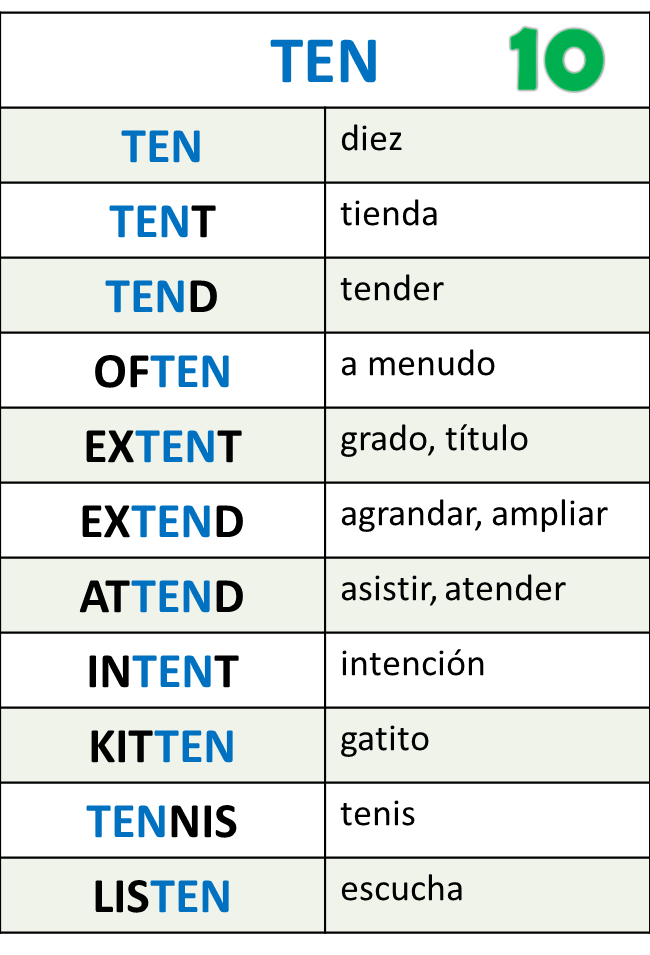 TEN 10
TEN diez
TENT tienda
TEND tender
OFTEN a menudo
EXTENT grado, título
EXTEND agrandar, ampliar
ATTEND asistir, atender
INTENT intención
KITTEN gatito
TENNIS tenis
LISTEN escucha